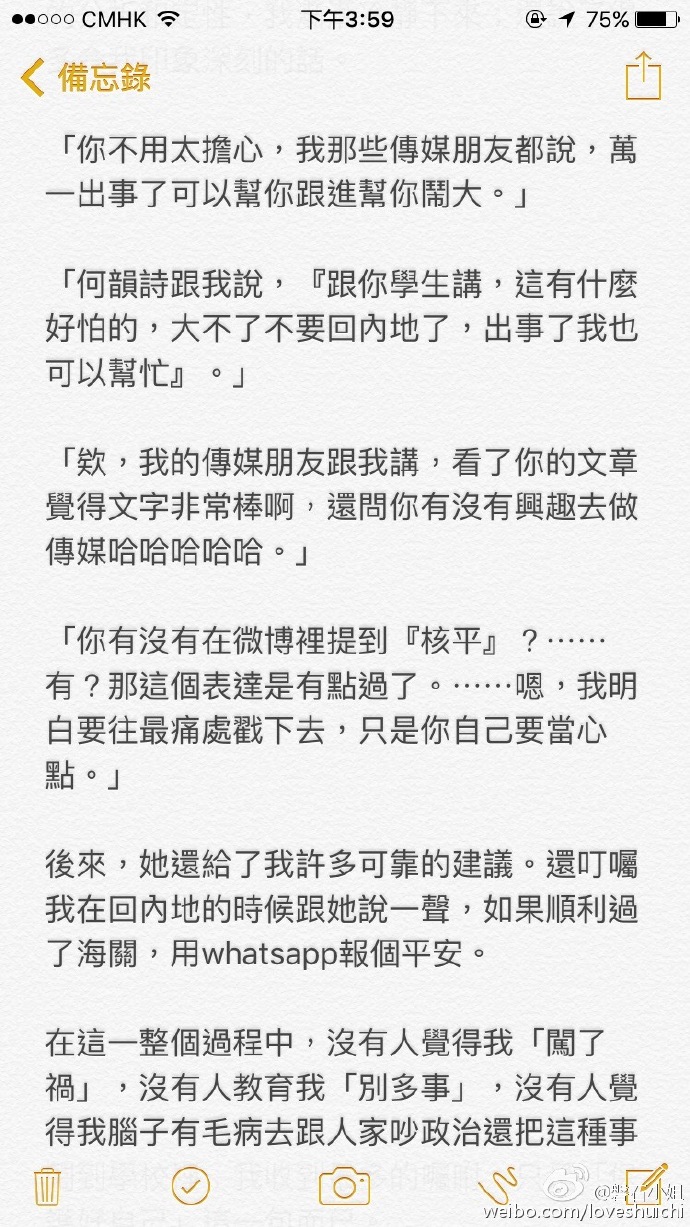 CMHK 下午3:59 75%
備忘錄
「你不用太擔心，我那些傳媒朋友都說，萬
一出事了可以幫你跟進幫你鬧大。」
「何韻詩跟我說，『跟你學生講，這有什麼
好怕的，大不了不要回內地了，出事了我也
可以幫忙』。」
「欸，我的傳媒朋友跟我講，看了你的文章
覺得文字非常棒啊，還問你有沒有興趣去做
傳媒哈哈哈哈哈。」
「你有沒有在微博裡提到『核平』？⋯⋯
有？那這個表達是有點過了。⋯⋯嗯，我明
白要往最痛處戳下去，只是你自己要當心
點。」
後來，她還給了我許多可靠的建議。還叮囑
我在回內地的時候跟她說一聲，如果順利過
了海關，用whatsapp報個平安。
在這一整個過程中，沒有人覺得我「闖了
禍」，沒有人教育我「別多事」，沒有人覺
得我腦子有毛病去跟人家吵政治還把這種事
weibo.com/loveshuichi